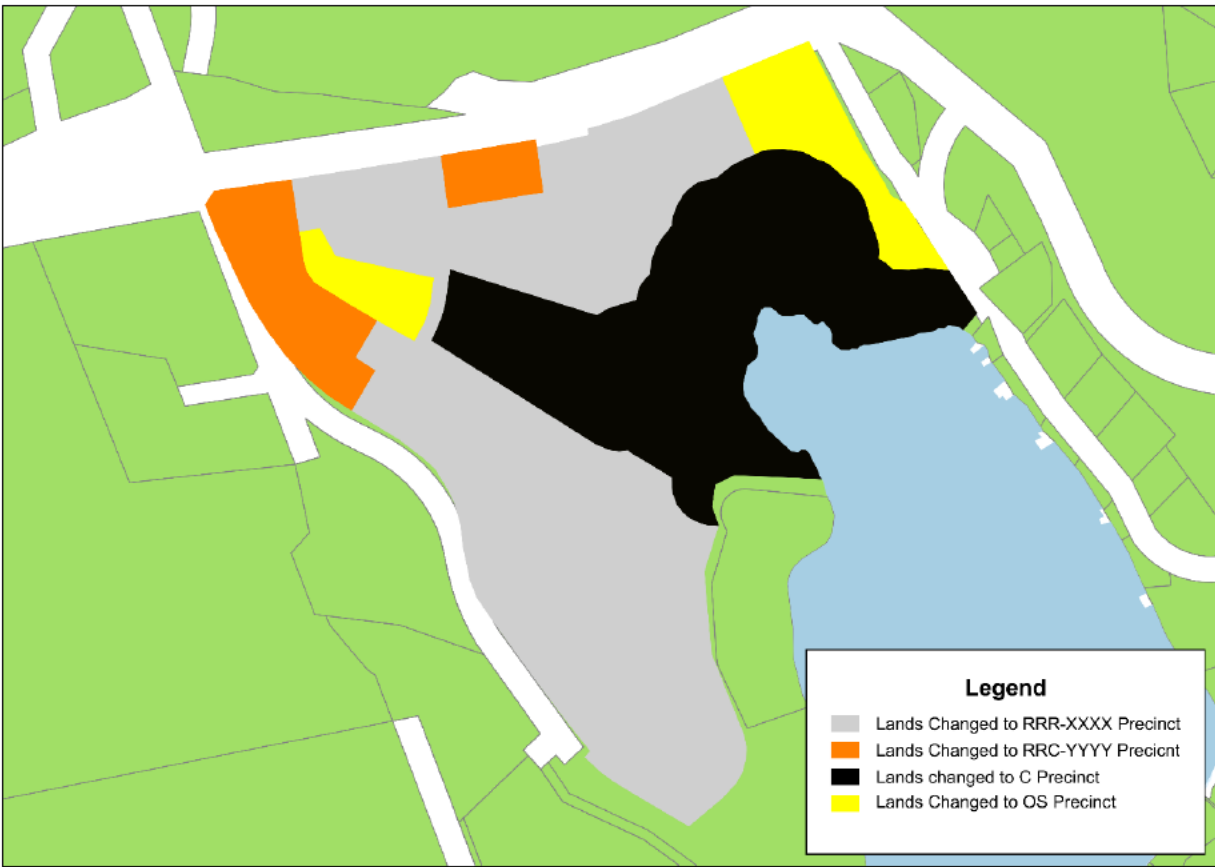 Legend
Lands Changed to RRR-XXXX Precinct
Lands Changed to RRC-YYYY Precicnt
Lands changed to C Precinct
Lands Changed to OS Precinct